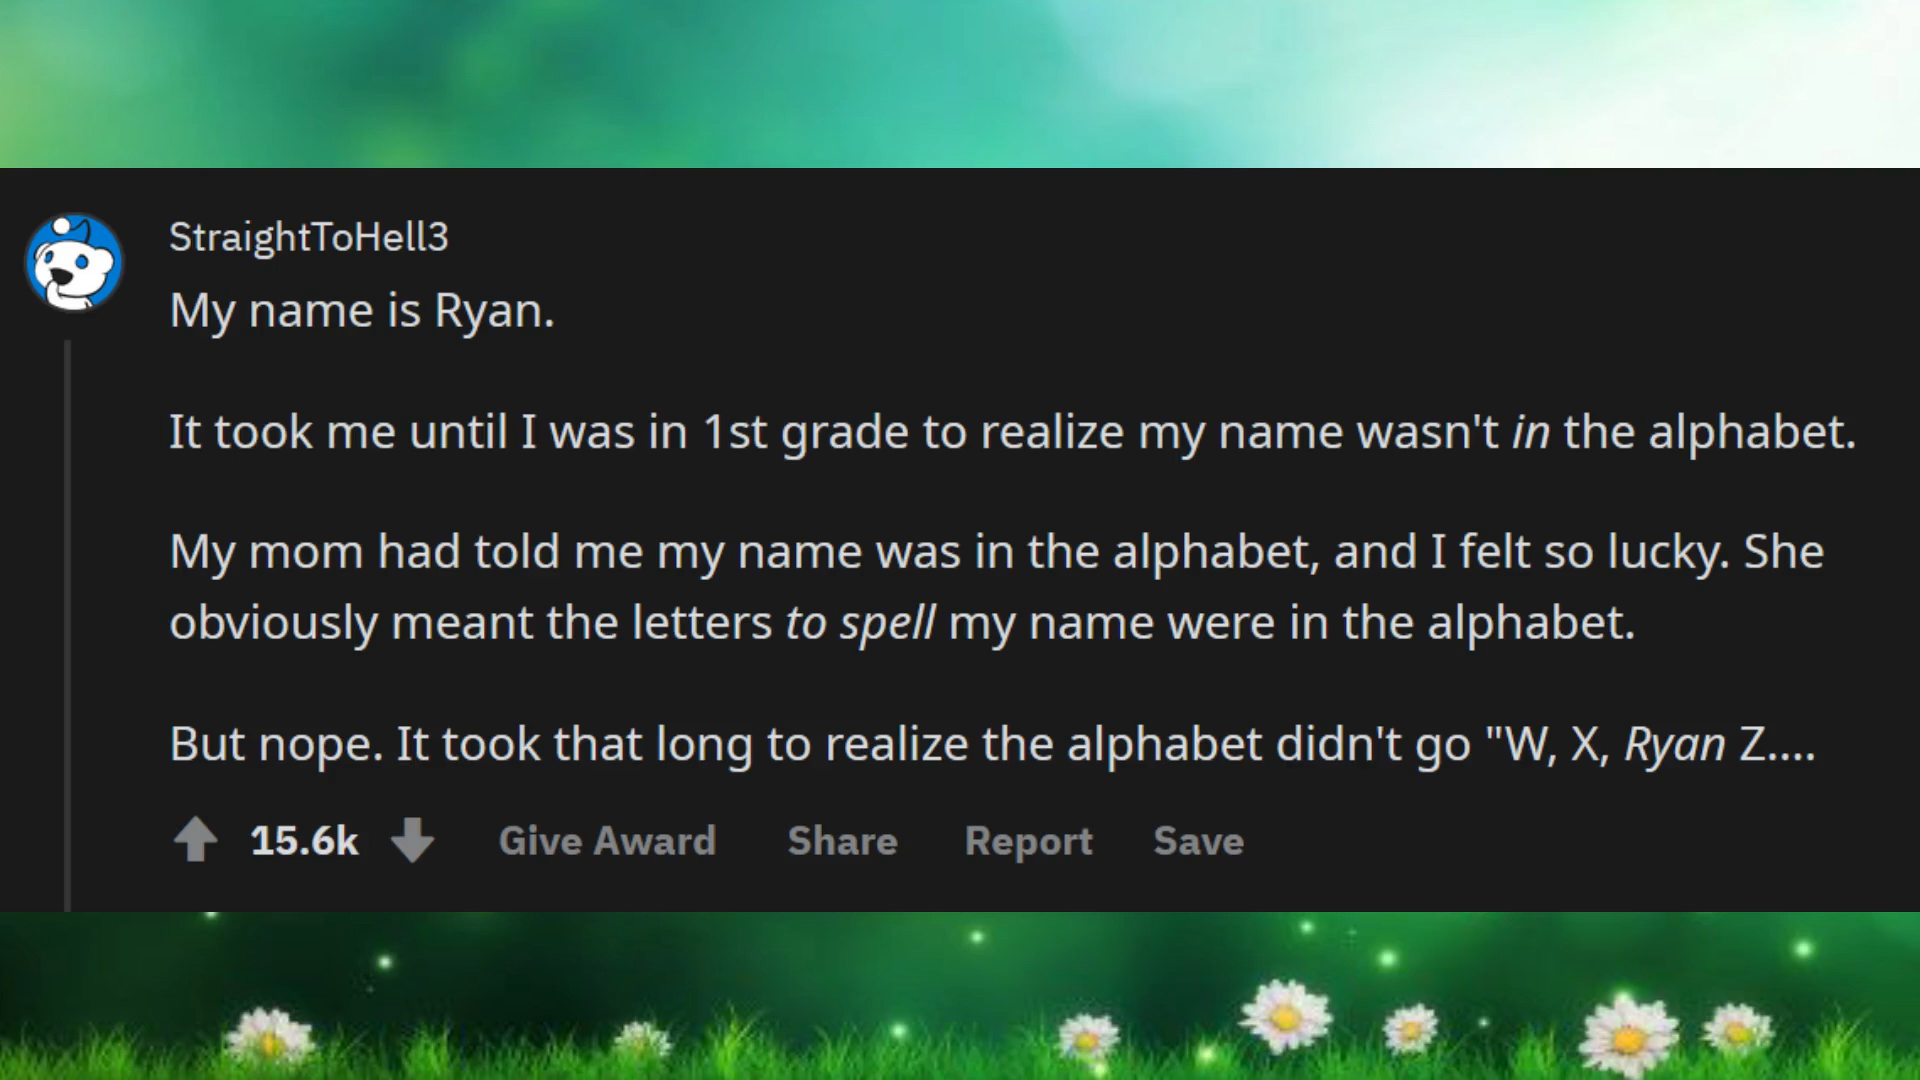 StraightToHell3
My name is Ryan.
It took me until I was in 1st grade to realize my name wasn't in the alphabet.
My mom had told me my name was in the alphabet, and I felt so lucky. She
obviously meant the letters to spell my name were in the alphabet.
But nope. It took that long to realize the alphabet didn't go "W, X, Ryan Z....
15.6k Give Award Share Report Save